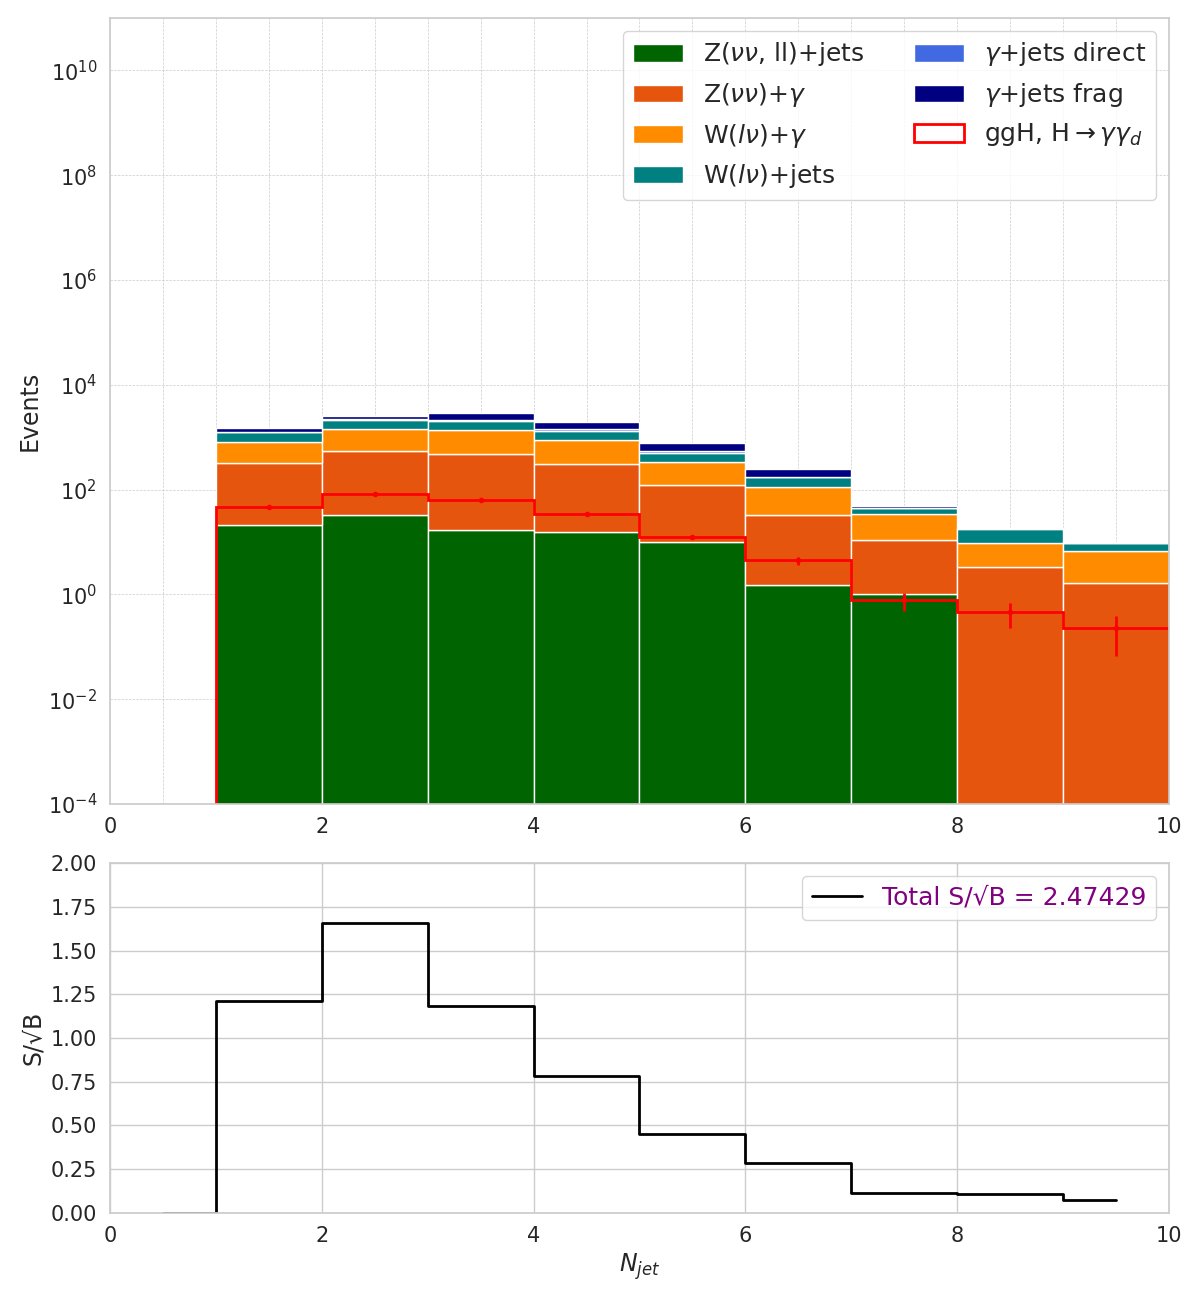 Z(νν, ll)+jets
Z(νν)+γ
W(lν)+γ
W(lν)+jets
γ+jets direct
γ+jets frag
ggH, H→γγ_d
Events
10^10
10^8
10^6
10^4
10^2
10^0
10^−2
10^−4
0 2 4 6 8 10
Total S/√B = 2.47429
S/√B
2.00
1.75
1.50
1.25
1.00
0.75
0.50
0.25
0.00
0 2 4 6 8 10
N_jet